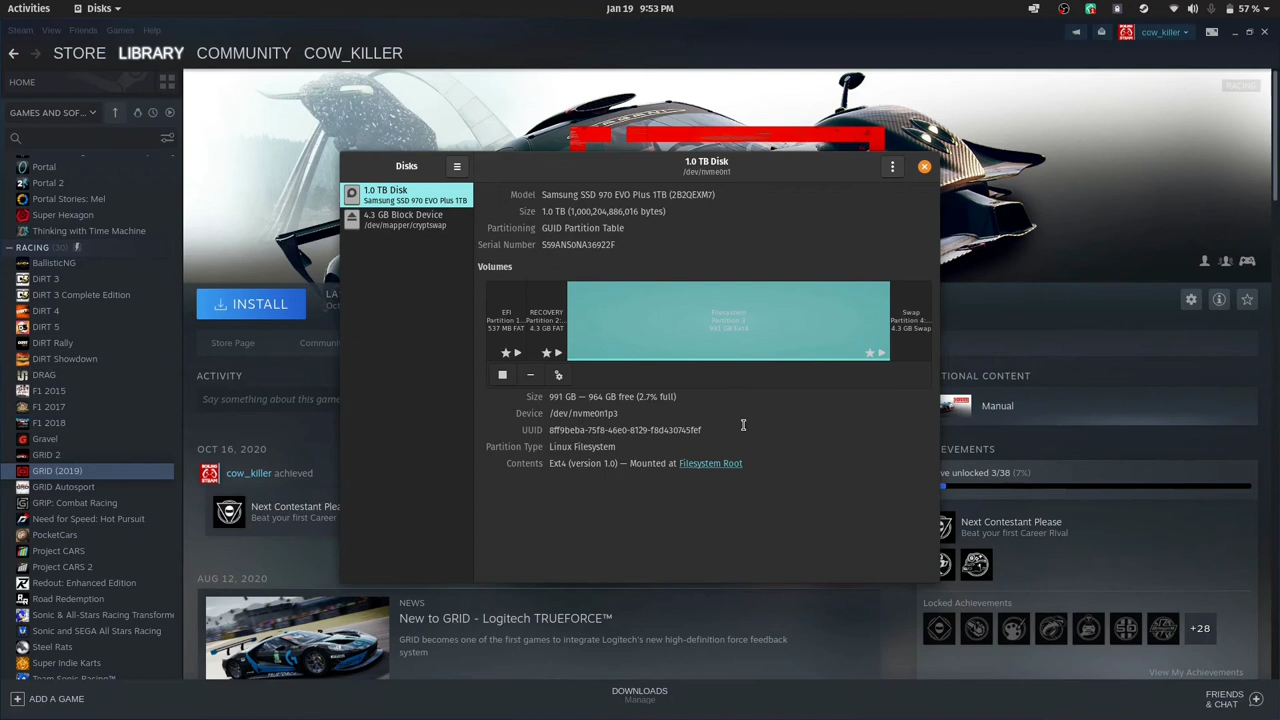 Activities
Disks
Jan 19 9:53 PM
57 %
Steam View Friends Games Help
cow_killer
STORE LIBRARY COMMUNITY COW_KILLER
HOME
GAMES AND SOF...
Portal
Portal 2
Portal Stories: Mel
Super Hexagon
Thinking with Time Machine
RACING (30)
BallisticNG
DiRT 3
DiRT 3 Complete Edition
DiRT 4
DiRT 5
DiRT Rally
DiRT Showdown
DRAG
F1 2015
F1 2017
F1 2018
Gravel
GRID 2
GRID (2019)
GRID Autosport
GRIP: Combat Racing
Need for Speed: Hot Pursuit
PocketCars
Project CARS
Project CARS 2
Redout: Enhanced Edition
Road Redemption
Sonic & All-Stars Racing Transforme
Sonic and SEGA All Stars Racing
Steel Rats
Super Indie Karts
Team Sonic Racing™
ADD A GAME
RACING
INSTALL
LA
Oct
Store Page
Commun
ACTIVITY
Say something about this game
OCT 16, 2020
cow_killer achieved
Next Contestant Plea
Beat your first Career
AUG 12, 2020
NEWS
New to GRID - Logitech TRUEFORCE™
GRID becomes one of the first games to integrate Logitech's new high-definition force feedback
system
Disks
1.0 TB Disk
/dev/nvme0n1
1.0 TB Disk
Samsung SSD 970 EVO Plus 1TB
4.3 GB Block Device
/dev/mapper/cryptswap
Model Samsung SSD 970 EVO Plus 1TB (2B2QEXM7)
Size 1.0 TB (1,000,204,886,016 bytes)
Partitioning GUID Partition Table
Serial Number S59ANS0NA36922F
Volumes
EFI
Partition 1...
537 MB FAT
RECOVERY
Partition 2:...
4.3 GB FAT
Filesystem
Partition 3
991 GB Ext4
Swap
Partition 4:...
4.3 GB Swap
Size 991 GB — 964 GB free (2.7% full)
Device /dev/nvme0n1p3
UUID 8ff9beba-75f8-46e0-8129-f8d430745fef
Partition Type Linux Filesystem
Contents Ext4 (version 1.0) — Mounted at Filesystem Root
TIONAL CONTENT
Manual
IEVEMENTS
ve unlocked 3/38 (7%)
Next Contestant Please
Beat your first Career Rival
Locked Achievements
+28
View My Achievements
DOWNLOADS
Manage
FRIENDS
& CHAT